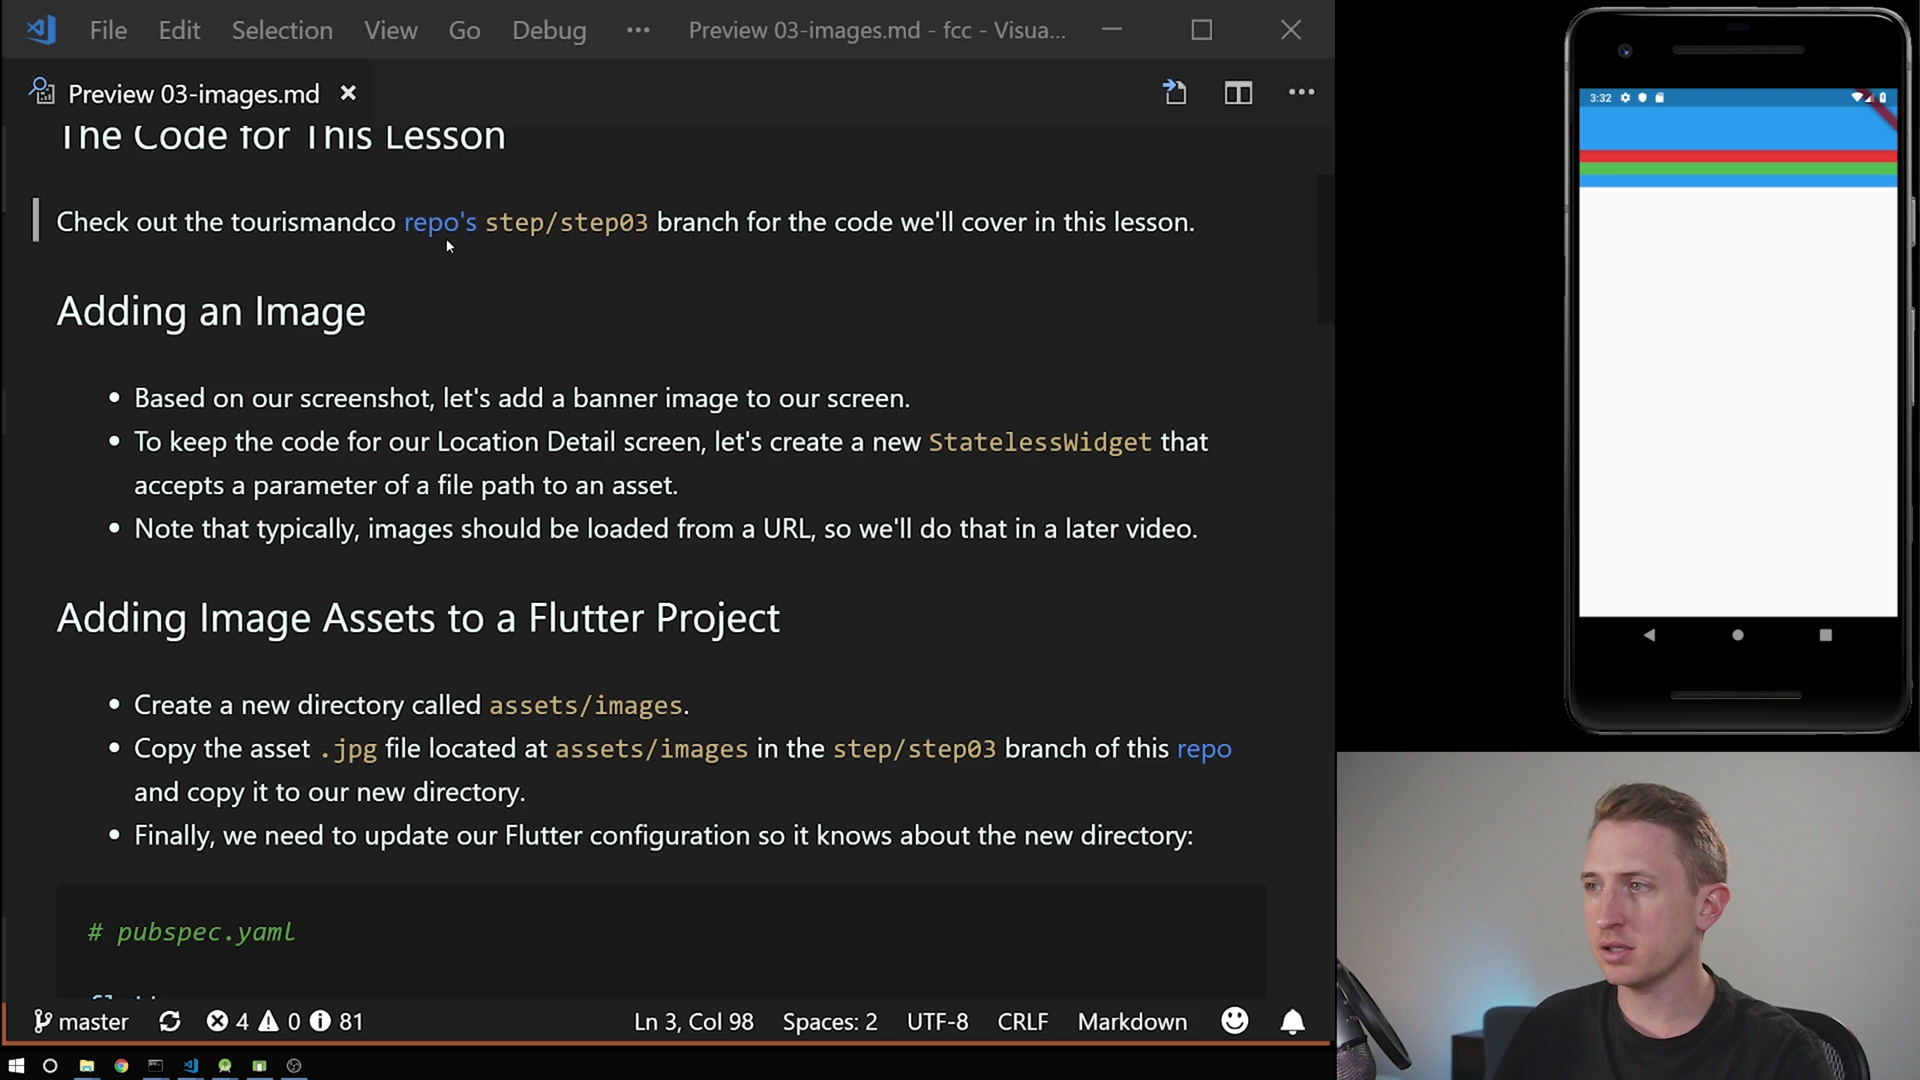 File Edit Selection View Go Debug ··· Preview 03-images.md - fcc - Visua...
Preview 03-images.md
The Code for This Lesson
Check out the tourismandco repo's step/step03 branch for the code we'll cover in this lesson.
Adding an Image
• Based on our screenshot, let's add a banner image to our screen.
• To keep the code for our Location Detail screen, let's create a new StatelessWidget that
accepts a parameter of a file path to an asset.
• Note that typically, images should be loaded from a URL, so we'll do that in a later video.
Adding Image Assets to a Flutter Project
• Create a new directory called assets/images.
• Copy the asset .jpg file located at assets/images in the step/step03 branch of this repo
and copy it to our new directory.
• Finally, we need to update our Flutter configuration so it knows about the new directory:
# pubspec.yaml
master 4 0 81 Ln 3, Col 98 Spaces: 2 UTF-8 CRLF Markdown
3:32